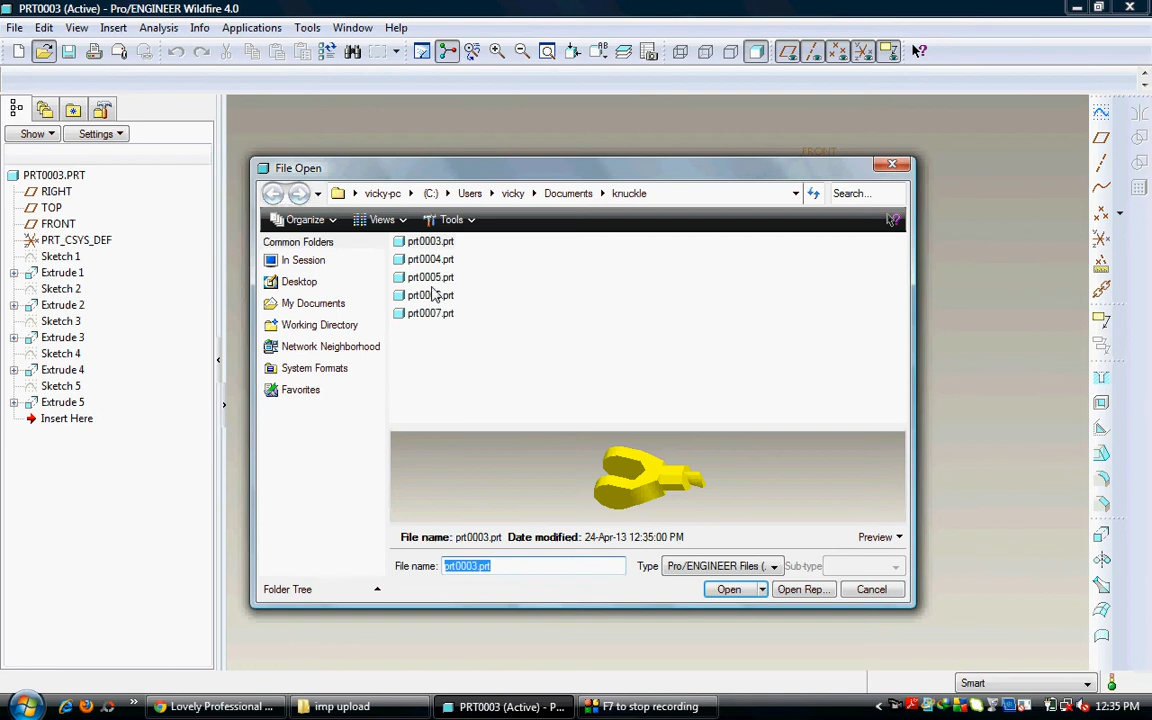 PRT0003 (Active) - Pro/ENGINEER Wildfire 4.0
File Edit View Insert Analysis Info Applications Tools Window Help
Show Settings
PRT0003.PRT
RIGHT
TOP
FRONT
PRT_CSYS_DEF
Sketch 1
Extrude 1
Sketch 2
Extrude 2
Sketch 3
Extrude 3
Sketch 4
Extrude 4
Sketch 5
Extrude 5
Insert Here
FRONT
File Open
vicky-pc (C:) Users vicky Documents knuckle Search...
Organize Views Tools
Common Folders
In Session
Desktop
My Documents
Working Directory
Network Neighborhood
System Formats
Favorites
prt0003.prt
prt0004.prt
prt0005.prt
prt0007.prt
File name: prt0003.prt Date modified: 24-Apr-13 12:35:00 PM Preview
File name: prt0003.prt Type Pro/ENGINEER Files (. Sub-type
Folder Tree Open Open Rep... Cancel
Smart
Lovely Professional ... imp upload PRT0003 (Active) - P... F7 to stop recording 12:35 PM